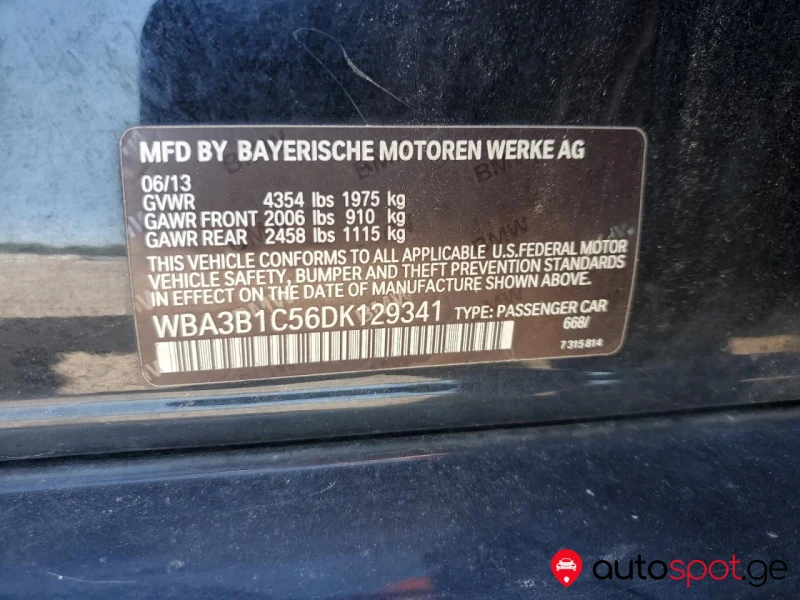 MFD BY BAYERISCHE MOTOREN WERKE AG
06/13
GVWR 4354 lbs 1975 kg
GAWR FRONT 2006 lbs 910 kg
GAWR REAR 2458 lbs 1115 kg
THIS VEHICLE CONFORMS TO ALL APPLICABLE U.S.FEDERAL MOTOR
VEHICLE SAFETY, BUMPER AND THEFT PREVENTION STANDARDS
IN EFFECT ON THE DATE OF MANUFACTURE SHOWN ABOVE.
WBA3B1C56DK129341 TYPE: PASSENGER CAR
668/
7315814
autospot.ge